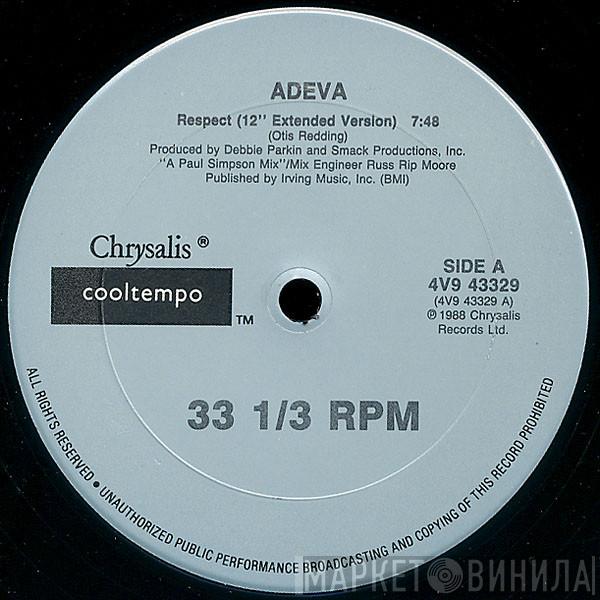 ADEVA
Respect (12" Extended Version) 7:48
(Otis Redding)
Produced by Debbie Parkin and Smack Productions, Inc.
"A Paul Simpson Mix"/Mix Engineer Russ Rip Moore
Published by Irving Music, Inc. (BMI)
Chrysalis ®
cooltempo ™
SIDE A
4V9 43329
(4V9 43329 A)
℗ 1988 Chrysalis
Records Ltd.
33 1/3 RPM
ALL RIGHTS RESERVED • UNAUTHORIZED PUBLIC PERFORMANCE BROADCASTING AND COPYING OF THIS RECORD PROHIBITED
МАРКЕТ ВИНИЛА